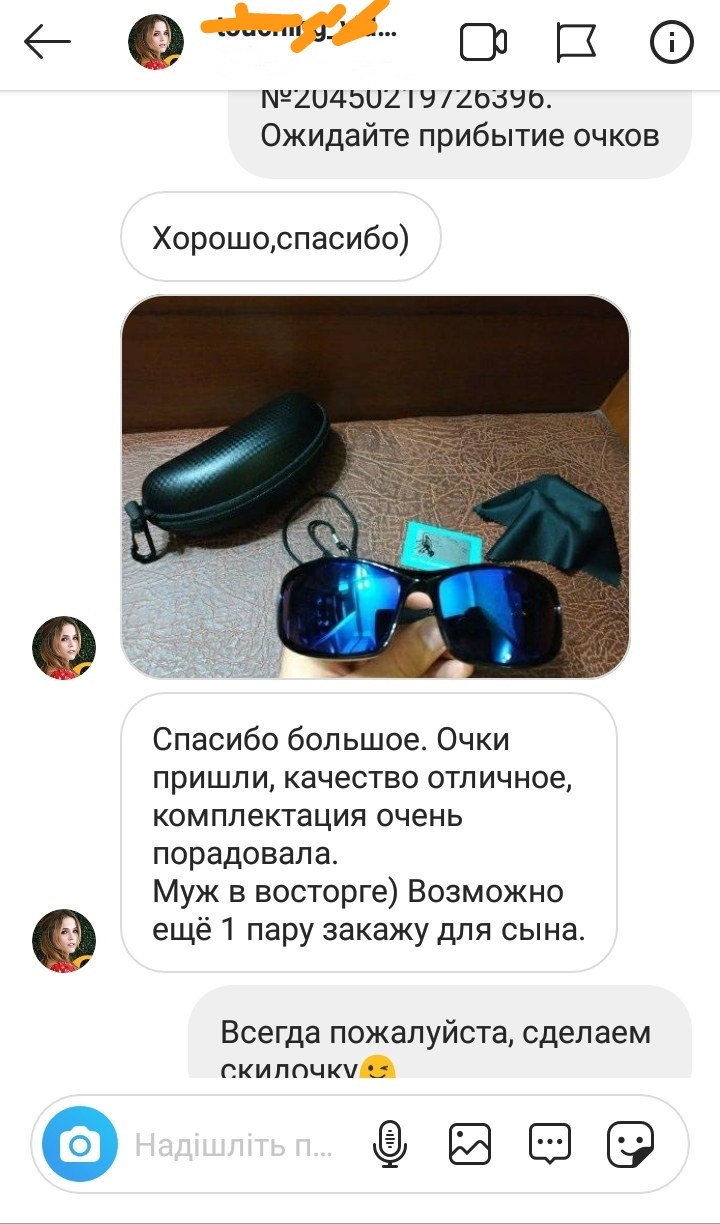 №20450219726396.
Ожидайте прибытие очков
Хорошо,спасибо)
Спасибо большое. Очки
пришли, качество отличное,
комплектация очень
порадовала.
Муж в восторге) Возможно
ещё 1 пару закажу для сына.
Всегда пожалуйста, сделаем
скидочку😉
Надішліть п...